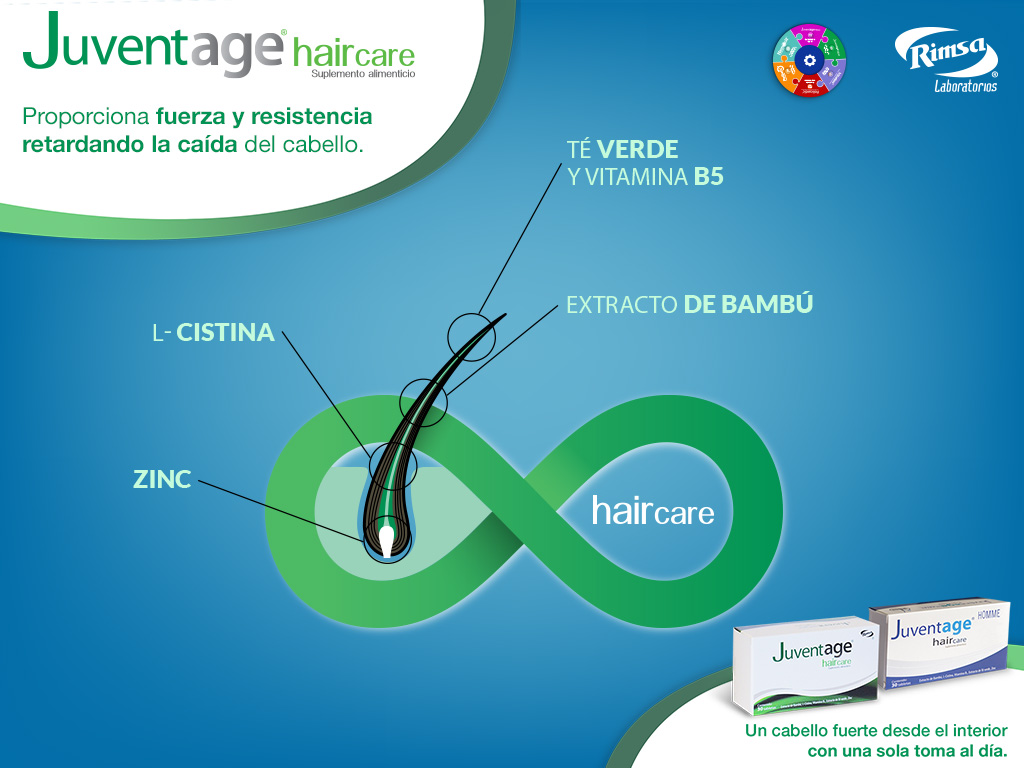 Juventage® haircare
Suplemento alimenticio
Proporciona fuerza y resistencia
retardando la caída del cabello.
Rimsa®
Laboratorios
TÉ VERDE
Y VITAMINA B5
EXTRACTO DE BAMBÚ
L- CISTINA
ZINC
haircare
Juventage HOMME
haircare
Juventage
haircare
Un cabello fuerte desde el interior
con una sola toma al día.